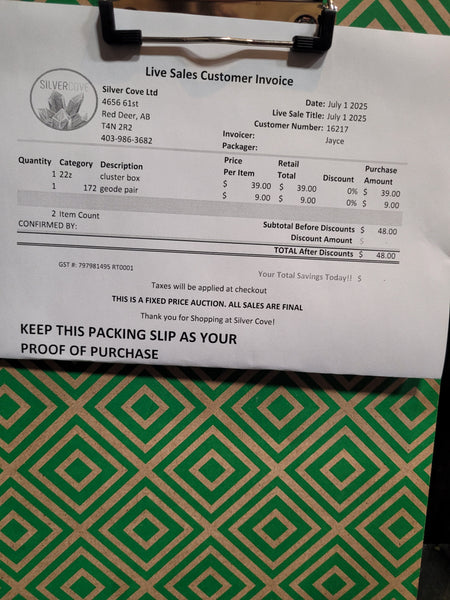 Live Sales Customer Invoice
SILVERCOVE
Silver Cove Ltd
4656 61st
Red Deer, AB
T4N 2R2
403-986-3682
Date: July 1 2025
Live Sale Title: July 1 2025
Customer Number: 16217
Invoicer: Jayce
Packager:
Quantity Category Description Price Per Item Retail Total Discount Purchase Amount
1 22z cluster box $ 39.00 $ 39.00 0% $ 39.00
1 172 geode pair $ 9.00 $ 9.00 0% $ 9.00
2 Item Count
Subtotal Before Discounts $ 48.00
CONFIRMED BY:
Discount Amount $
TOTAL After Discounts $ 48.00
GST #: 797981495 RT0001
Your Total Savings Today!! $
Taxes will be applied at checkout
THIS IS A FIXED PRICE AUCTION. ALL SALES ARE FINAL
Thank you for Shopping at Silver Cove!
KEEP THIS PACKING SLIP AS YOUR
PROOF OF PURCHASE